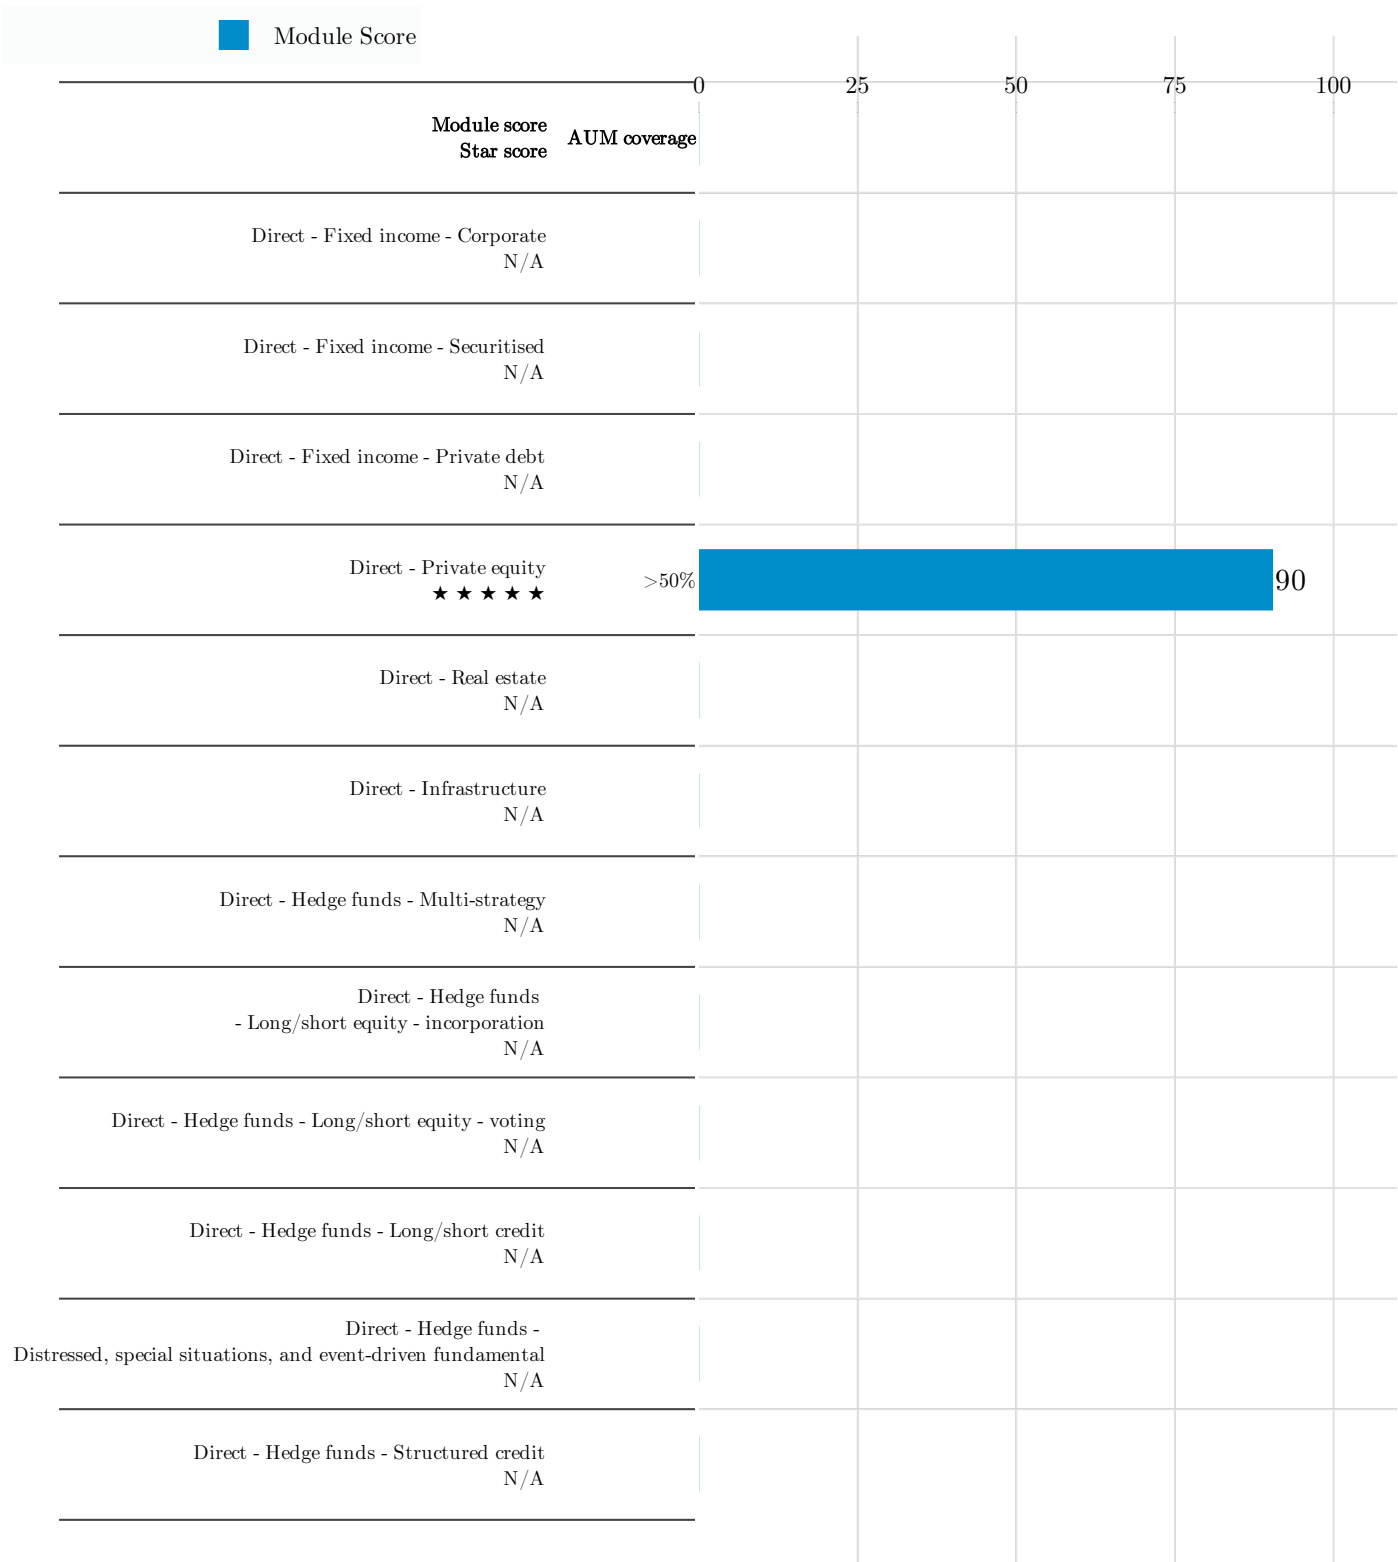 Module Score
0 25 50 75 100
Module score
Star score
AUM coverage
Direct - Fixed income - Corporate
N/A
Direct - Fixed income - Securitised
N/A
Direct - Fixed income - Private debt
N/A
Direct - Private equity
★ ★ ★ ★ ★
>50%
90
Direct - Real estate
N/A
Direct - Infrastructure
N/A
Direct - Hedge funds - Multi-strategy
N/A
Direct - Hedge funds
- Long/short equity - incorporation
N/A
Direct - Hedge funds - Long/short equity - voting
N/A
Direct - Hedge funds - Long/short credit
N/A
Direct - Hedge funds -
Distressed, special situations, and event-driven fundamental
N/A
Direct - Hedge funds - Structured credit
N/A